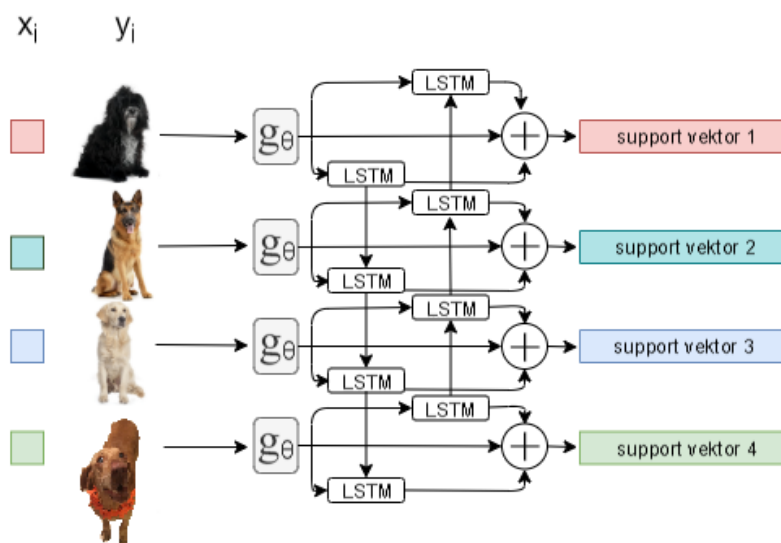 xᵢ yᵢ
LSTM
gθ
support vektor 1
LSTM
LSTM
gθ
support vektor 2
LSTM
LSTM
gθ
support vektor 3
LSTM
LSTM
gθ
support vektor 4
LSTM